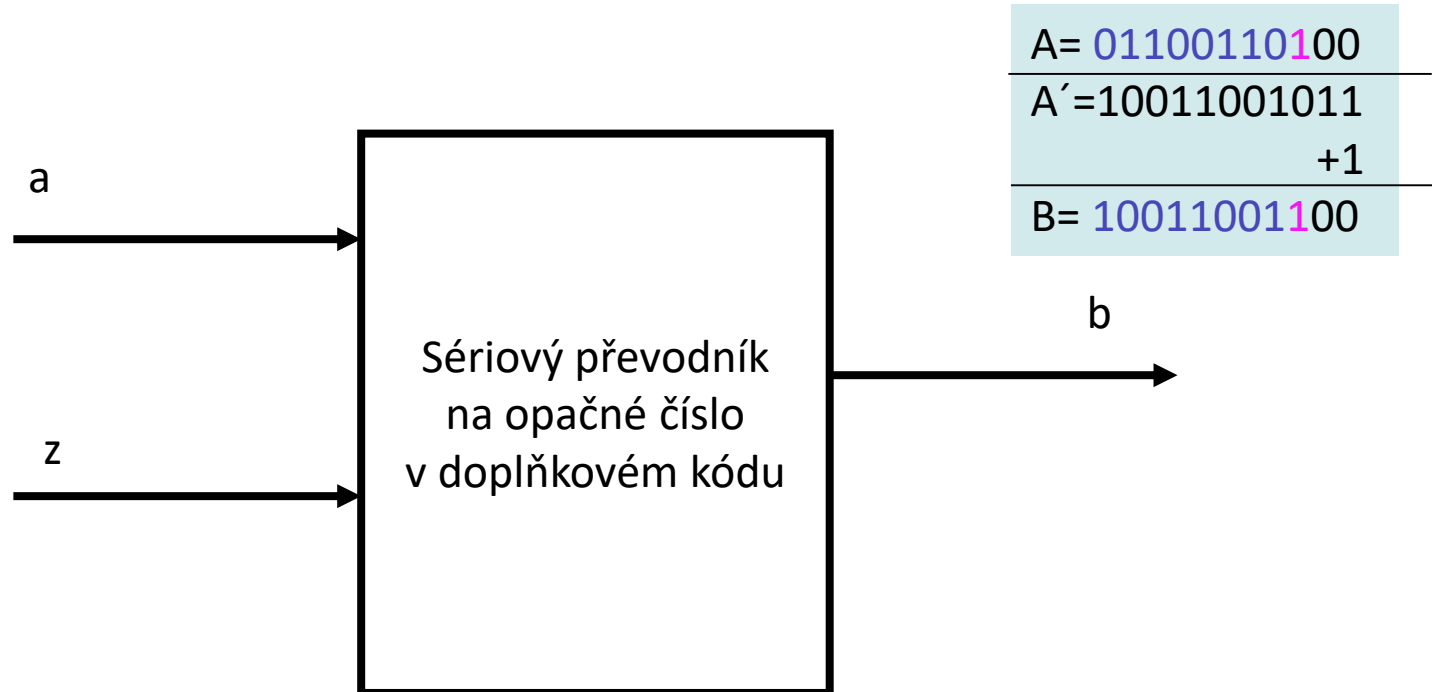 A= 01100110100
A´=10011001011
+1
B= 10011001100
a
b
Sériový převodník
na opačné číslo
v doplňkovém kódu
z